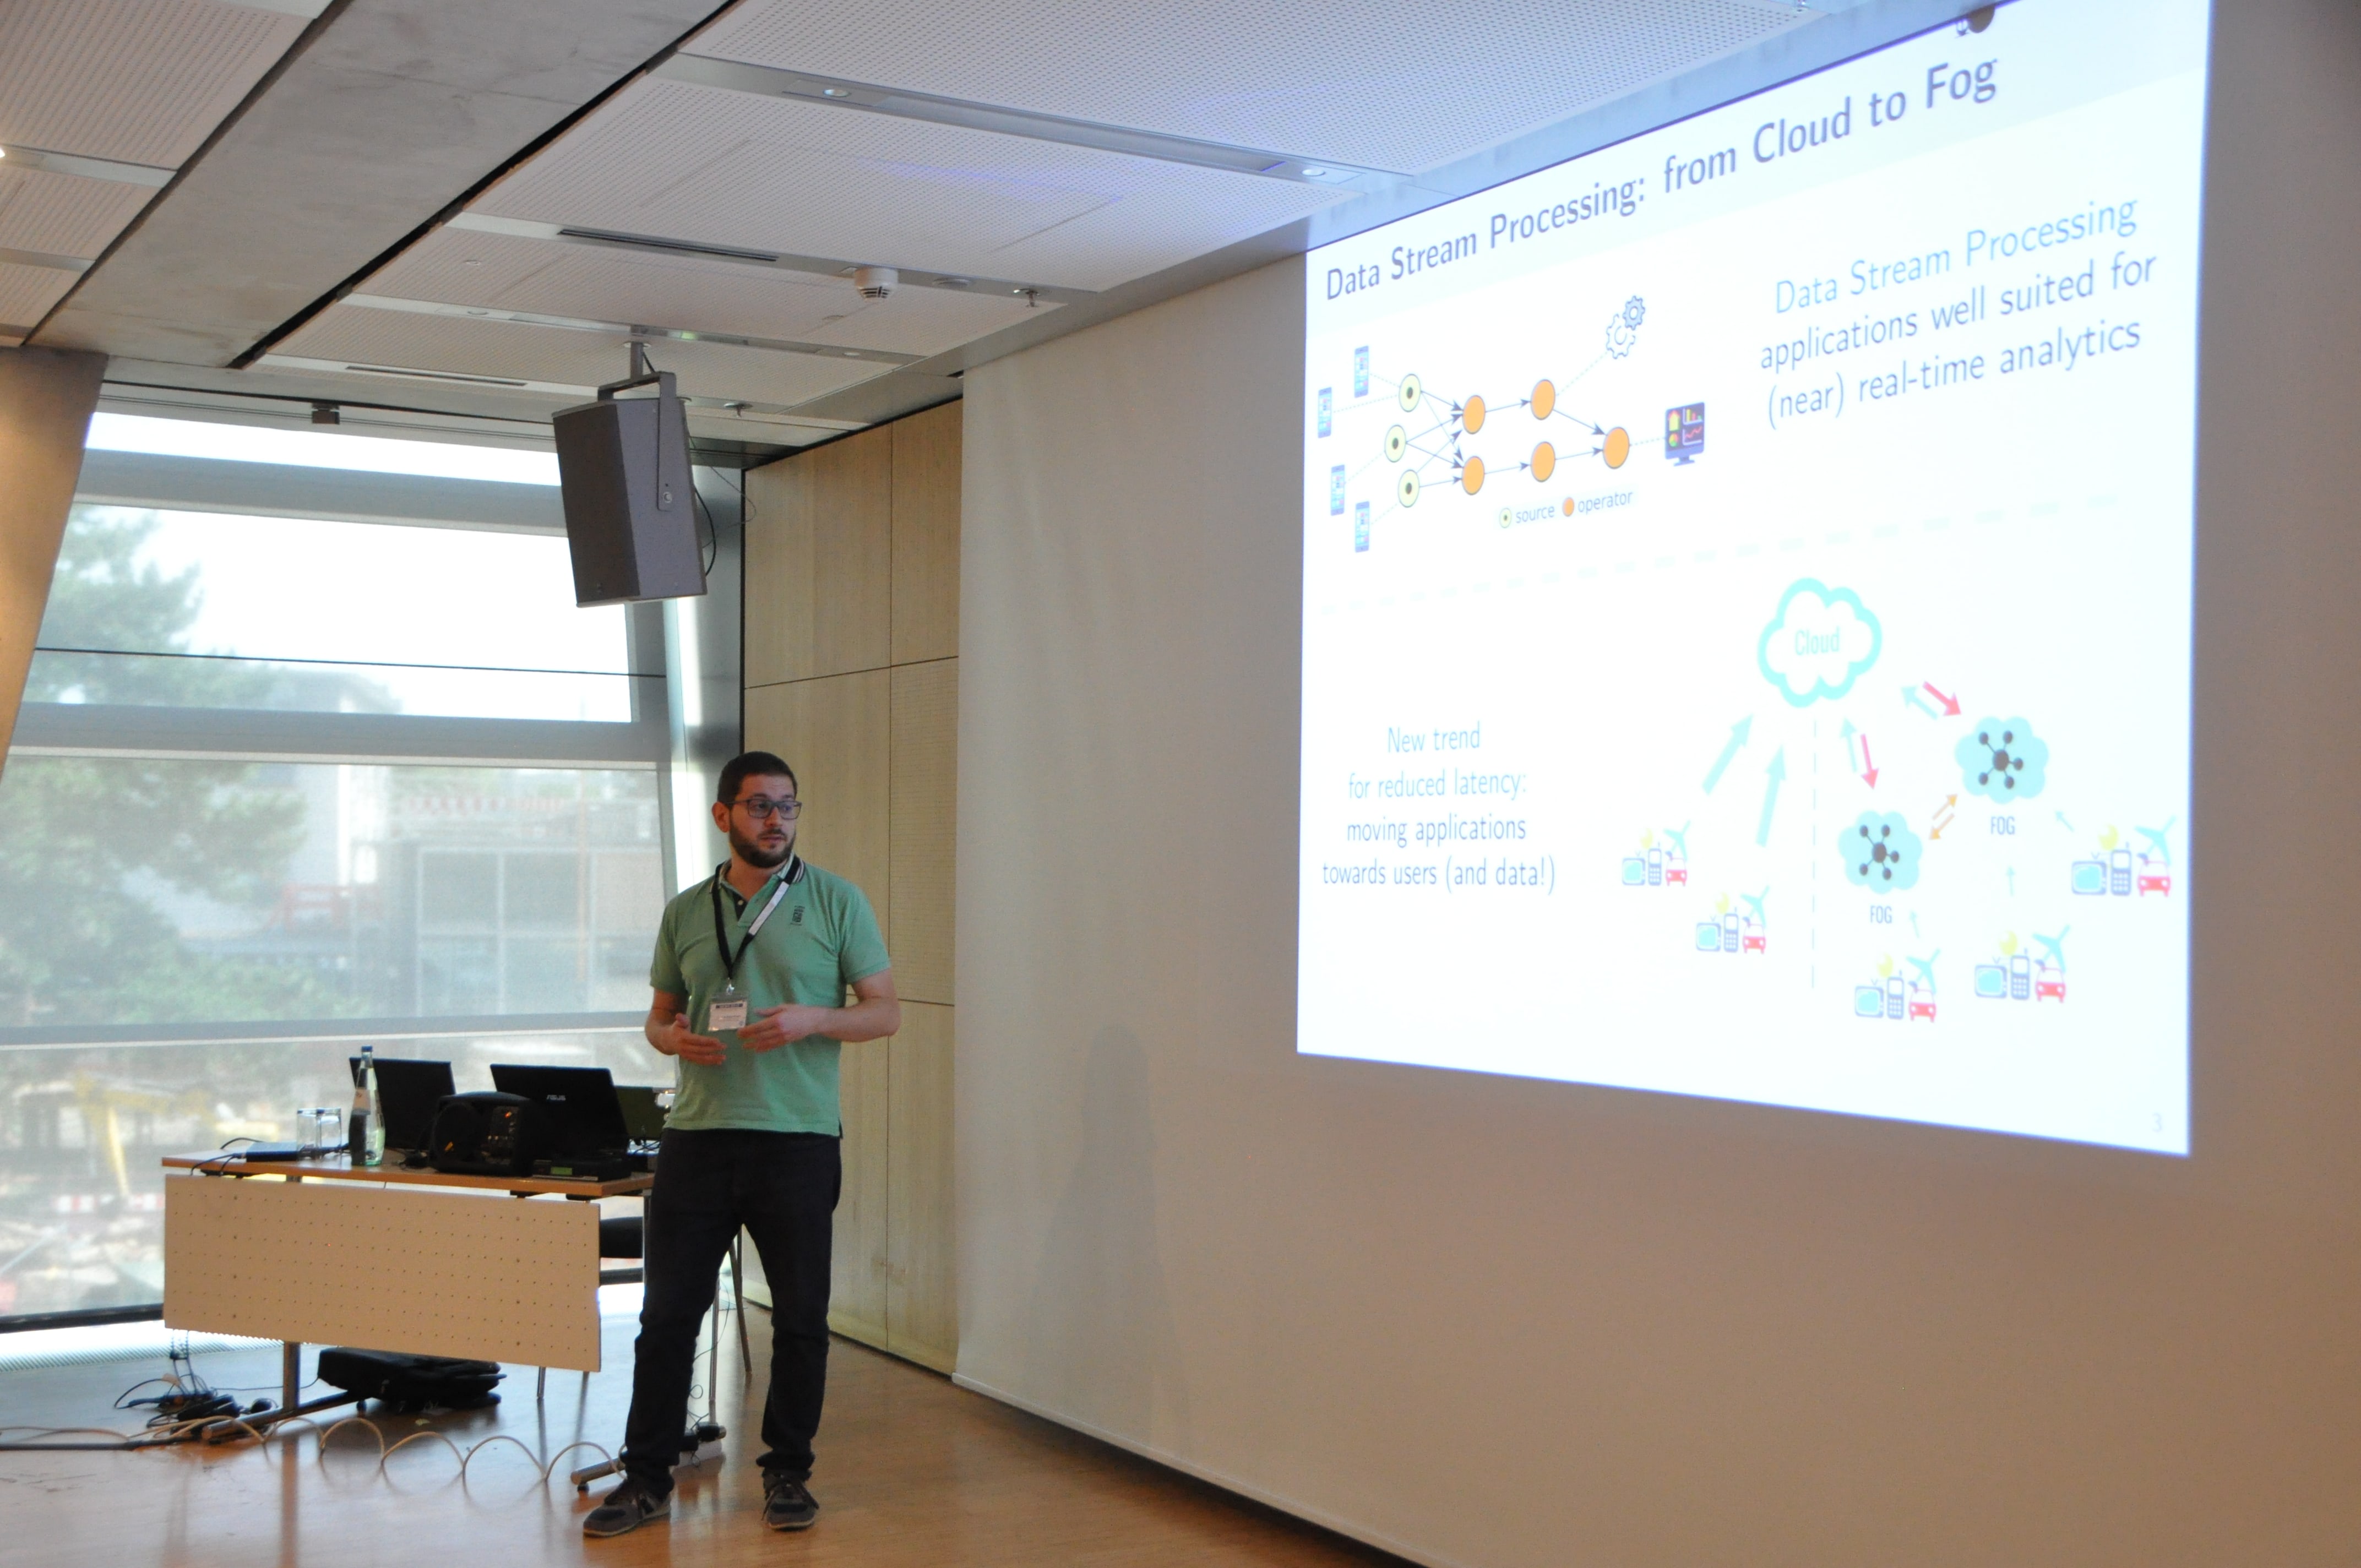 Data Stream Processing: from Cloud to Fog
Data Stream Processing
applications well suited for
(near) real-time analytics
source operator
New trend
for reduced latency:
moving applications
towards users (and data!)
Cloud
FOG
FOG
3
ASUS